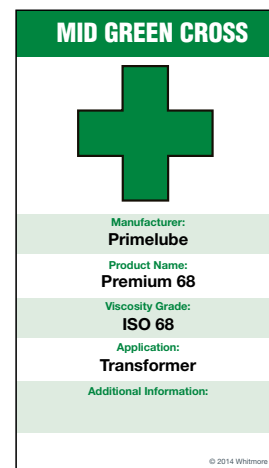 MID GREEN CROSS
Manufacturer:
Primelube
Product Name:
Premium 68
Viscosity Grade:
ISO 68
Application:
Transformer
Additional Information:
© 2014 Whitmore